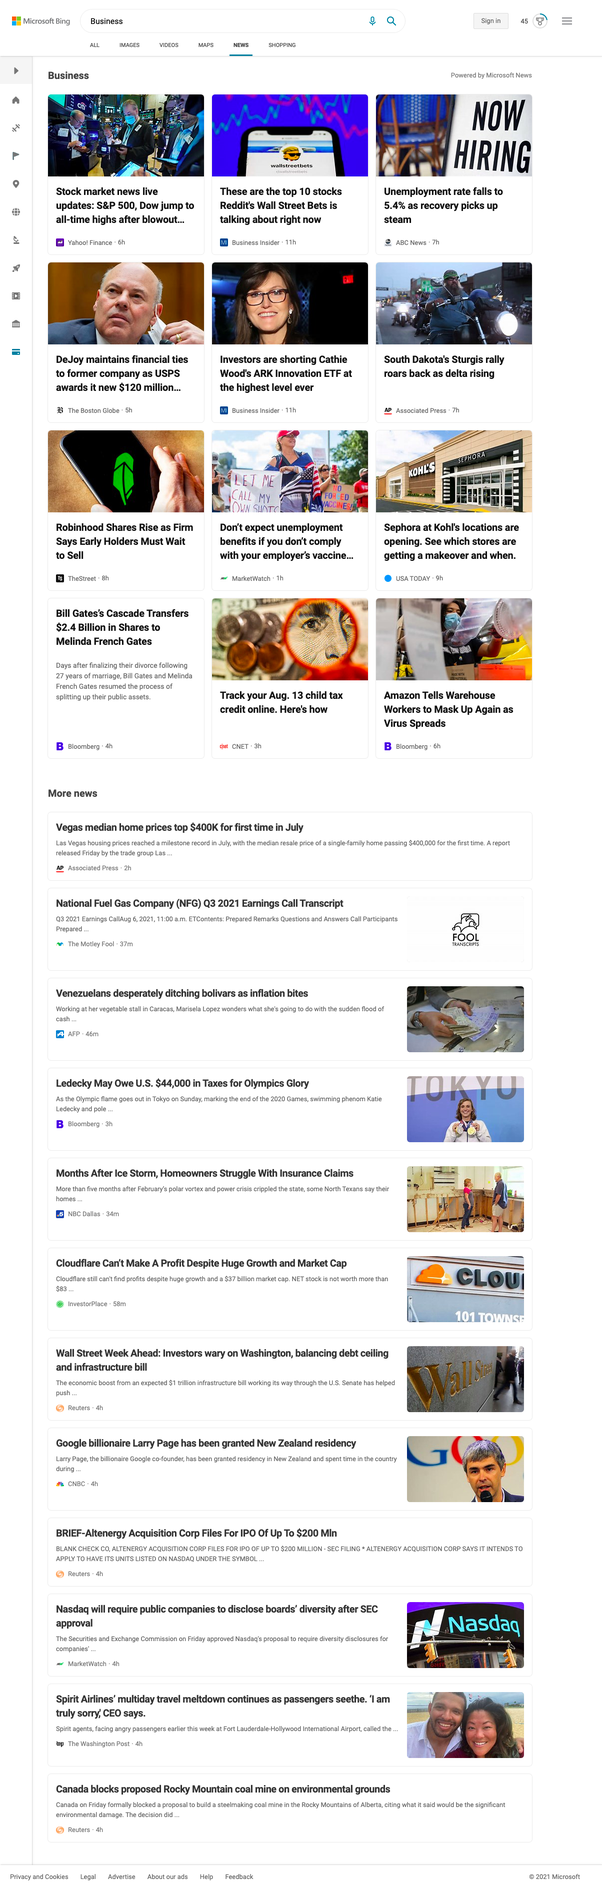 Microsoft Bing
Business
Sign in
45
ALL
IMAGES
VIDEOS
MAPS
NEWS
SHOPPING
Business
Powered by Microsoft News
wallstreetbets
NOW
HIRING
Stock market news live
updates: S&P 500, Dow jump to
all-time highs after blowout...
Yahoo! Finance · 6h
These are the top 10 stocks
Reddit's Wall Street Bets is
talking about right now
Business Insider · 11h
Unemployment rate falls to
5.4% as recovery picks up
steam
ABC News · 7h
DeJoy maintains financial ties
to former company as USPS
awards it new $120 million...
The Boston Globe · 5h
Investors are shorting Cathie
Wood's ARK Innovation ETF at
the highest level ever
Business Insider · 11h
South Dakota's Sturgis rally
roars back as delta rising
Associated Press · 7h
LET ME
CALL MY
OWN SHOTS
KOHL'S
SEPHORA
Robinhood Shares Rise as Firm
Says Early Holders Must Wait
to Sell
TheStreet · 8h
Don't expect unemployment
benefits if you don't comply
with your employer's vaccine...
MarketWatch · 1h
Sephora at Kohl's locations are
opening. See which stores are
getting a makeover and when.
USA TODAY · 9h
Bill Gates's Cascade Transfers
$2.4 Billion in Shares to
Melinda French Gates
Days after finalizing their divorce following
27 years of marriage, Bill Gates and Melinda
French Gates resumed the process of
splitting up their public assets.
Bloomberg · 4h
Track your Aug. 13 child tax
credit online. Here's how
CNET · 3h
Amazon Tells Warehouse
Workers to Mask Up Again as
Virus Spreads
Bloomberg · 6h
More news
Vegas median home prices top $400K for first time in July
Las Vegas housing prices reached a milestone record in July, with the median resale price of a single-family home passing $400,000 for the first time. A report
released Friday by the trade group Las ...
Associated Press · 2h
National Fuel Gas Company (NFG) Q3 2021 Earnings Call Transcript
Q3 2021 Earnings CallAug 6, 2021, 11:00 a.m. ETContents: Prepared Remarks Questions and Answers Call Participants
Prepared ...
The Motley Fool · 37m
FOOL
TRANSCRIPTS
Venezuelans desperately ditching bolivars as inflation bites
Working at her vegetable stall in Caracas, Marisela Lopez wonders what she's going to do with the sudden flood of
cash ...
AFP · 46m
Ledecky May Owe U.S. $44,000 in Taxes for Olympics Glory
As the Olympic flame goes out in Tokyo on Sunday, marking the end of the 2020 Games, swimming phenom Katie
Ledecky and pole ...
Bloomberg · 3h
TOKYO
Months After Ice Storm, Homeowners Struggle With Insurance Claims
More than five months after February's polar vortex and power crisis crippled the state, some North Texans say their
homes ...
NBC Dallas · 34m
Cloudflare Can't Make A Profit Despite Huge Growth and Market Cap
Cloudflare still can't find profits despite huge growth and a $37 billion market cap. NET stock is not worth more than
$83 ...
InvestorPlace · 58m
CLOU
101 TOWNSE
Wall Street Week Ahead: Investors wary on Washington, balancing debt ceiling
and infrastructure bill
The economic boost from an expected $1 trillion infrastructure bill working its way through the U.S. Senate has helped
push ...
Reuters · 4h
Wall Stre
Google billionaire Larry Page has been granted New Zealand residency
Larry Page, the billionaire Google co-founder, has been granted residency in New Zealand and spent time in the country
during ...
CNBC · 4h
BRIEF-Altenergy Acquisition Corp Files For IPO Of Up To $200 Mln
BLANK CHECK CO, ALTENERGY ACQUISITION CORP FILES FOR IPO OF UP TO $200 MILLION - SEC FILING * ALTENERGY ACQUISITION CORP SAYS IT INTENDS TO
APPLY TO HAVE ITS UNITS LISTED ON NASDAQ UNDER THE SYMBOL ...
Reuters · 4h
Nasdaq will require public companies to disclose boards' diversity after SEC
approval
The Securities and Exchange Commission on Friday approved Nasdaq's proposal to require diversity disclosures for
companies' ...
MarketWatch · 4h
Nasdaq
Spirit Airlines' multiday travel meltdown continues as passengers seethe. 'I am
truly sorry,' CEO says.
Spirit agents, facing angry passengers earlier this week at Fort Lauderdale-Hollywood International Airport, called the ...
The Washington Post · 4h
Canada blocks proposed Rocky Mountain coal mine on environmental grounds
Canada on Friday formally blocked a proposal to build a steelmaking coal mine in the Rocky Mountains of Alberta, citing what it said would be the significant
environmental damage. The decision did ...
Reuters · 4h
Privacy and Cookies
Legal
Advertise
About our ads
Help
Feedback
© 2021 Microsoft